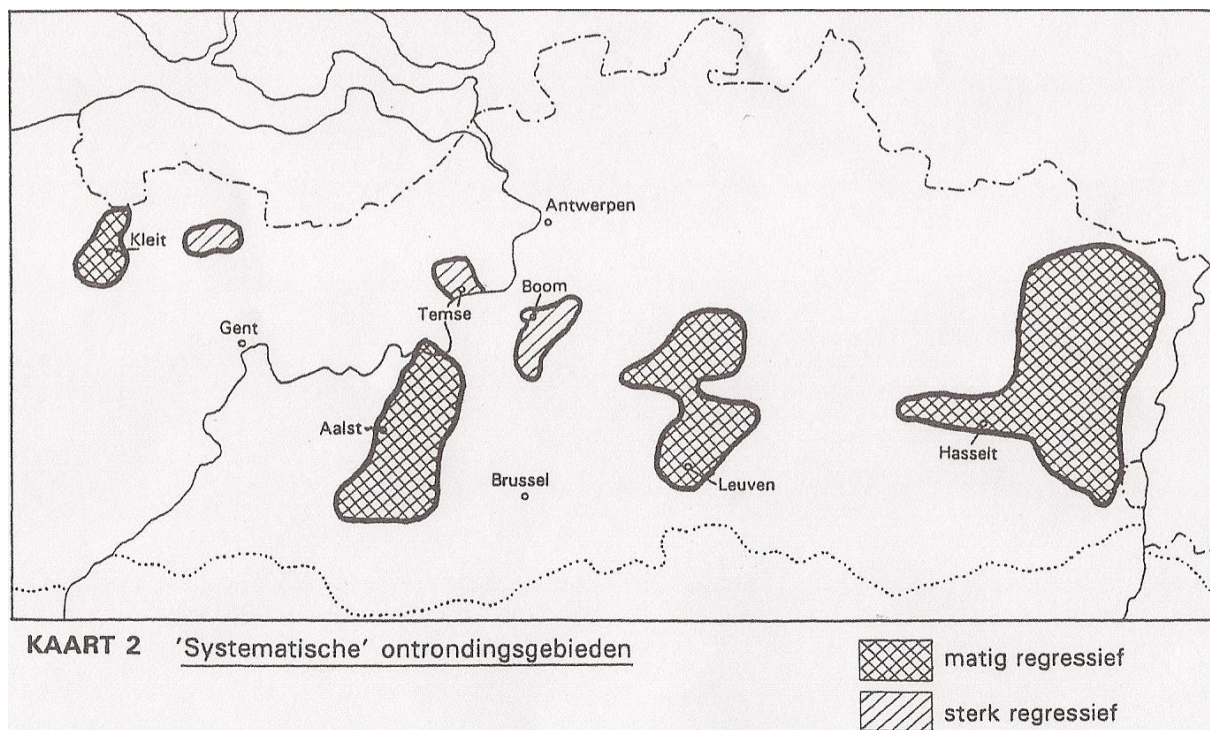 Antwerpen
Kleit
Boom
Temse
Gent
Aalst
Hasselt
Leuven
Brussel
KAART 2 'Systematische' ontrondingsgebieden
matig regressief
sterk regressief